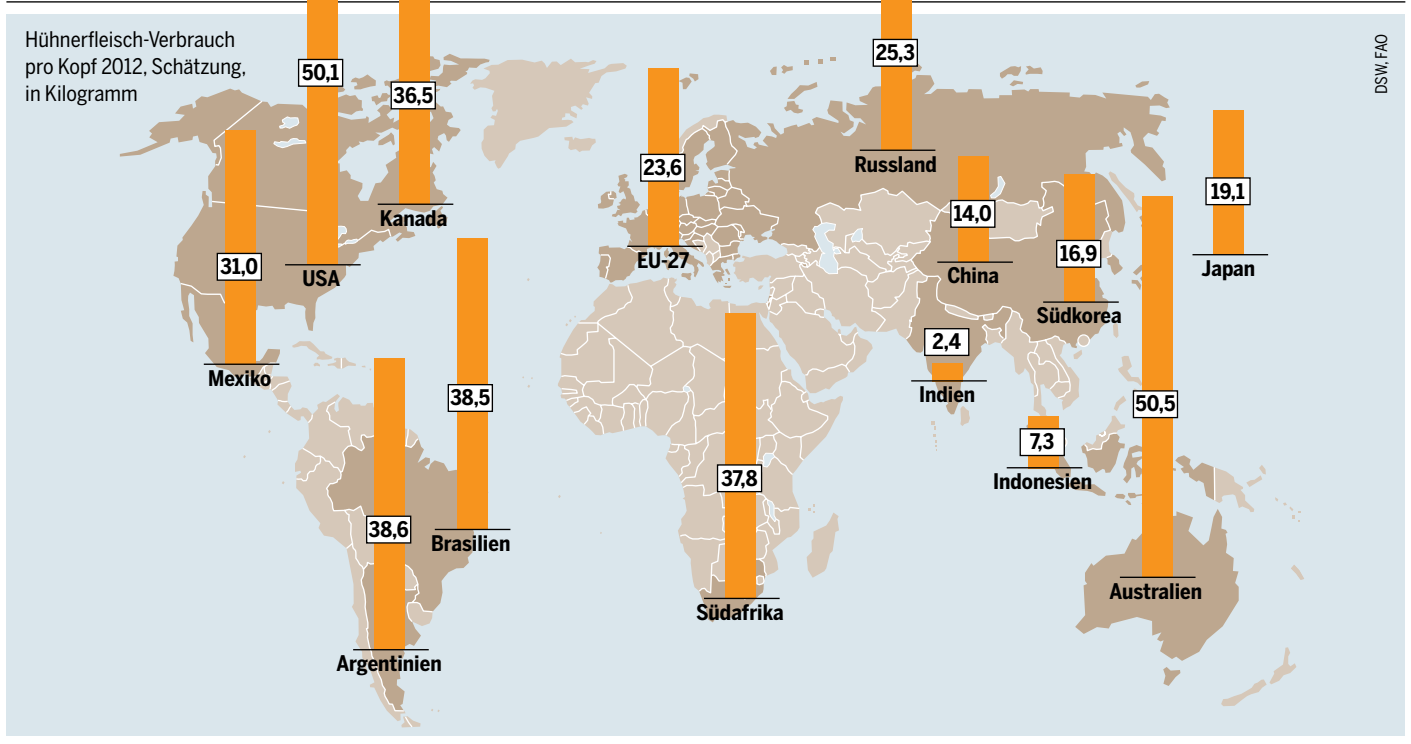 Hühnerfleisch-Verbrauch
pro Kopf 2012, Schätzung,
in Kilogramm
DSW, FAO
50,1
USA
36,5
Kanada
31,0
Mexiko
38,5
Brasilien
38,6
Argentinien
23,6
EU-27
37,8
Südafrika
25,3
Russland
14,0
China
16,9
Südkorea
19,1
Japan
2,4
Indien
7,3
Indonesien
50,5
Australien